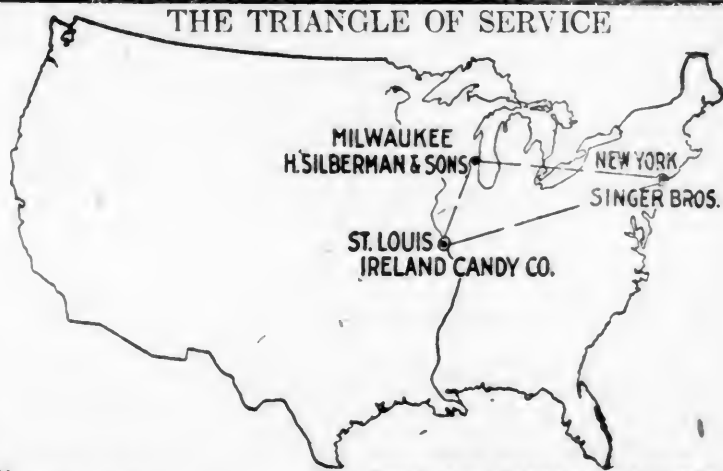 THE TRIANGLE OF SERVICE
MILWAUKEE
H. SILBERMAN & SONS
NEW YORK
SINGER BROS.
ST. LOUIS
IRELAND CANDY CO.